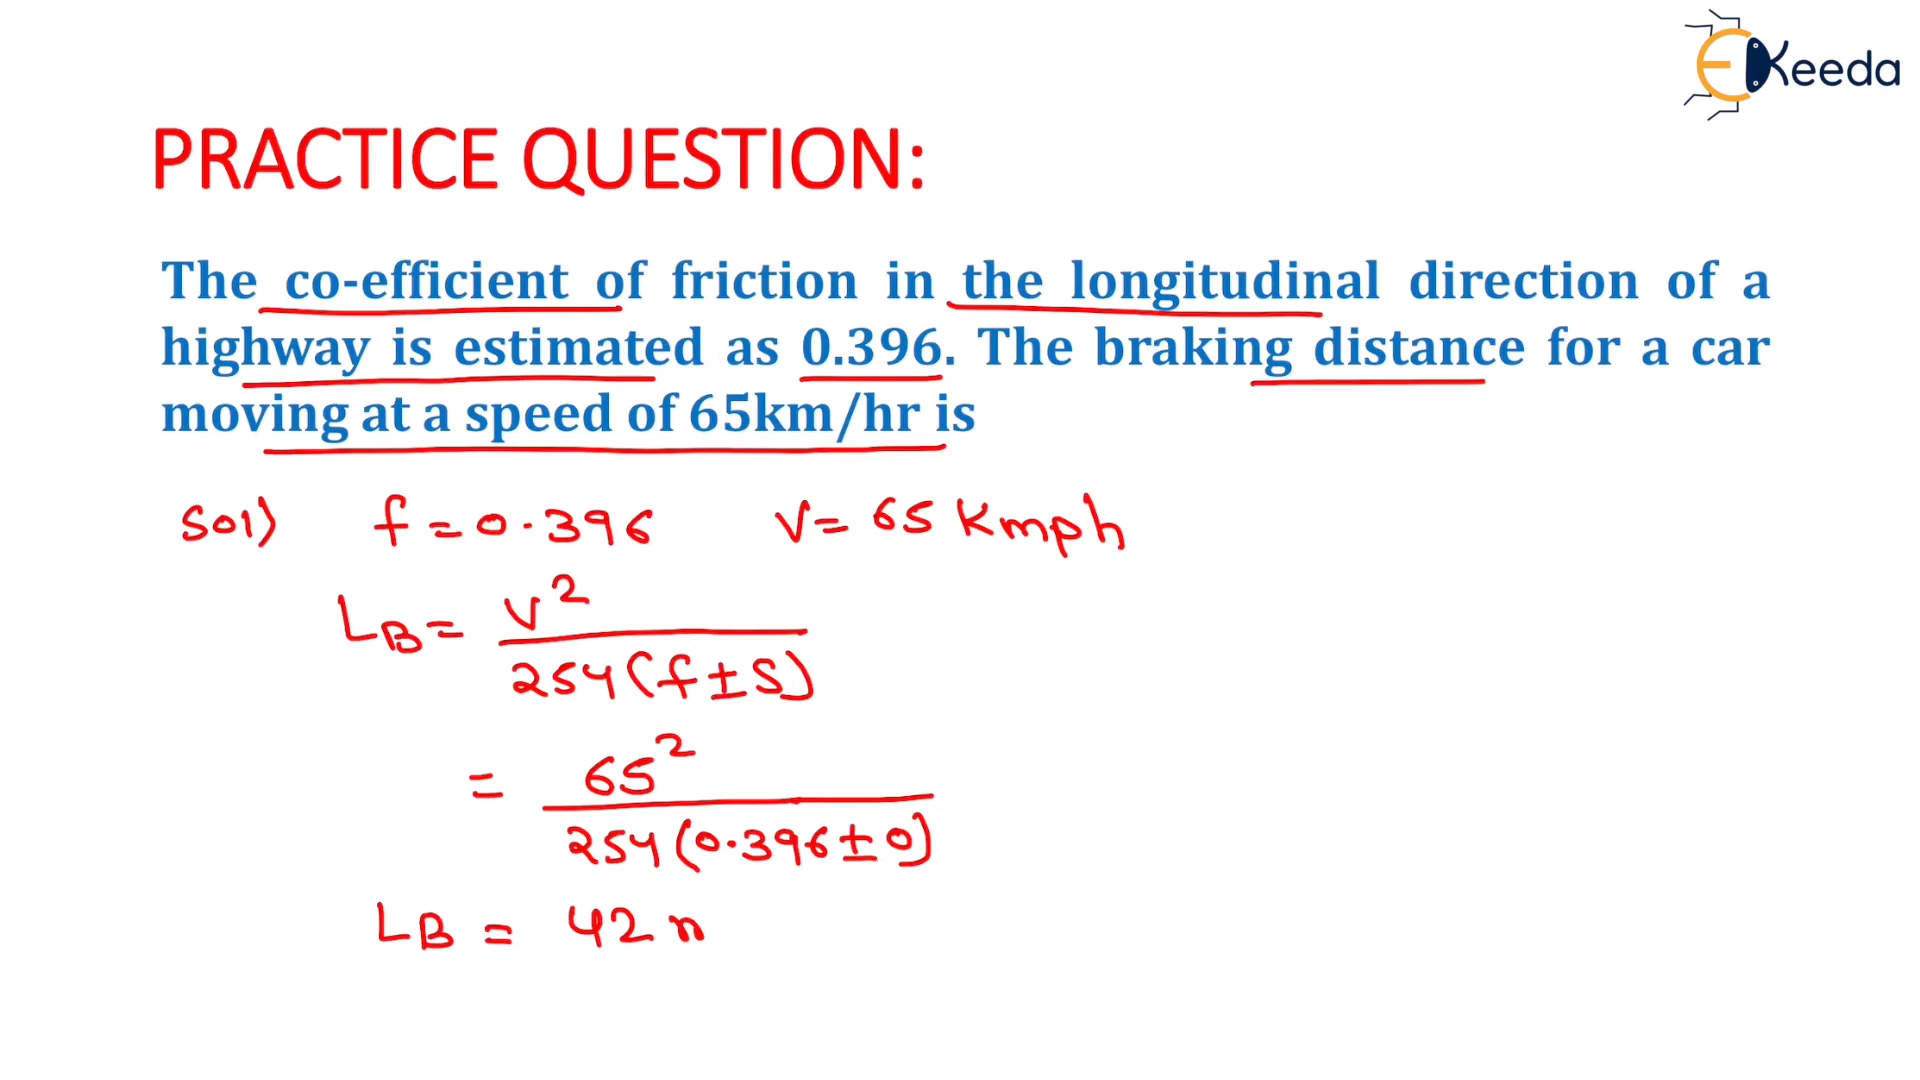 EKeeda
PRACTICE QUESTION:
The co-efficient of friction in the longitudinal direction of a
highway is estimated as 0.396. The braking distance for a car
moving at a speed of 65km/hr is
Sol) f = 0.396 V = 65 Kmph
LB = V²
254(f±S)
= 65²
254(0.396±0)
LB = 42 n